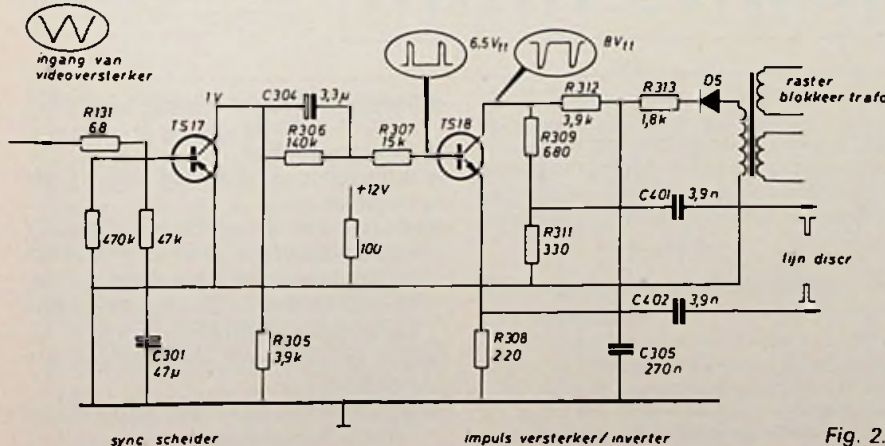 ingang van
videoversterker
R131
68
TS17
1V
C304
3,3µ
R306
140k
R307
15k
6,5Vtt
8Vtt
TS18
R312
3,9k
R313
1,8k
D5
raster
blokkeer trafo
R309
680
+12V
100
470k
47k
R311
330
C401
3,9n
lijn discr
C402
3,9n
C301
47µ
R305
3,9k
R308
220
C305
270n
sync scheider
impuls versterker/inverter
Fig. 2.